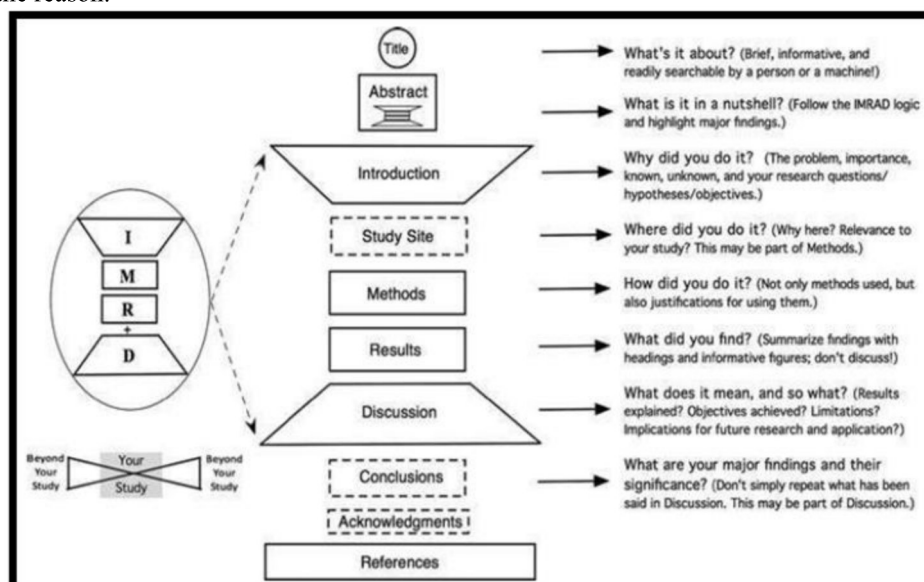 the reason.
Title
What's it about? (Brief, informative, and
readily searchable by a person or a machine!)
Abstract
What is it in a nutshell? (Follow the IMRAD logic
and highlight major findings.)
Introduction
Why did you do it? (The problem, importance,
known, unknown, and your research questions/
hypotheses/objectives.)
Study Site
Where did you do it? (Why here? Relevance to
your study? This may be part of Methods.)
Methods
How did you do it? (Not only methods used, but
also justifications for using them.)
Results
What did you find? (Summarize findings with
headings and informative figures; don't discuss!)
Discussion
What does it mean, and so what? (Results
explained? Objectives achieved? Limitations?
Implications for future research and application?)
Conclusions
What are your major findings and their
significance? (Don't simply repeat what has been
said in Discussion. This may be part of Discussion.)
Acknowledgments
References
I
M
R
+
D
Beyond
Your
Study
Your
Study
Beyond
Your
Study